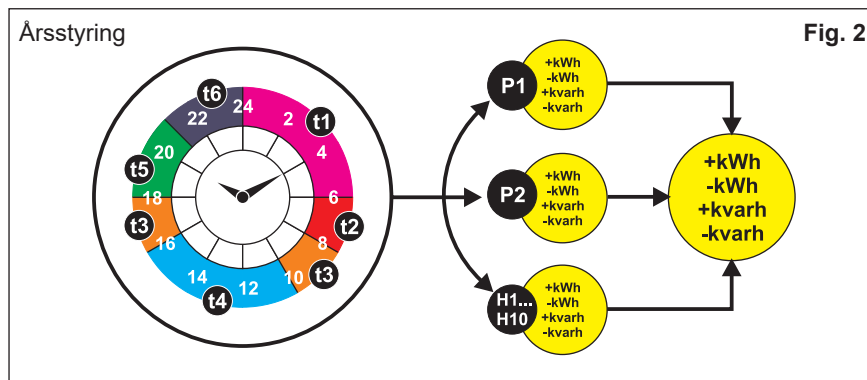 Årsstyring
Fig. 2
t6
24
22
2
t1
4
20
t5
18
6
t3
t2
16
8
14
10
t3
12
t4
P1
+kWh
-kWh
+kvarh
-kvarh
P2
+kWh
-kWh
+kvarh
-kvarh
H1...
H10
+kWh
-kWh
+kvarh
-kvarh
+kWh
-kWh
+kvarh
-kvarh